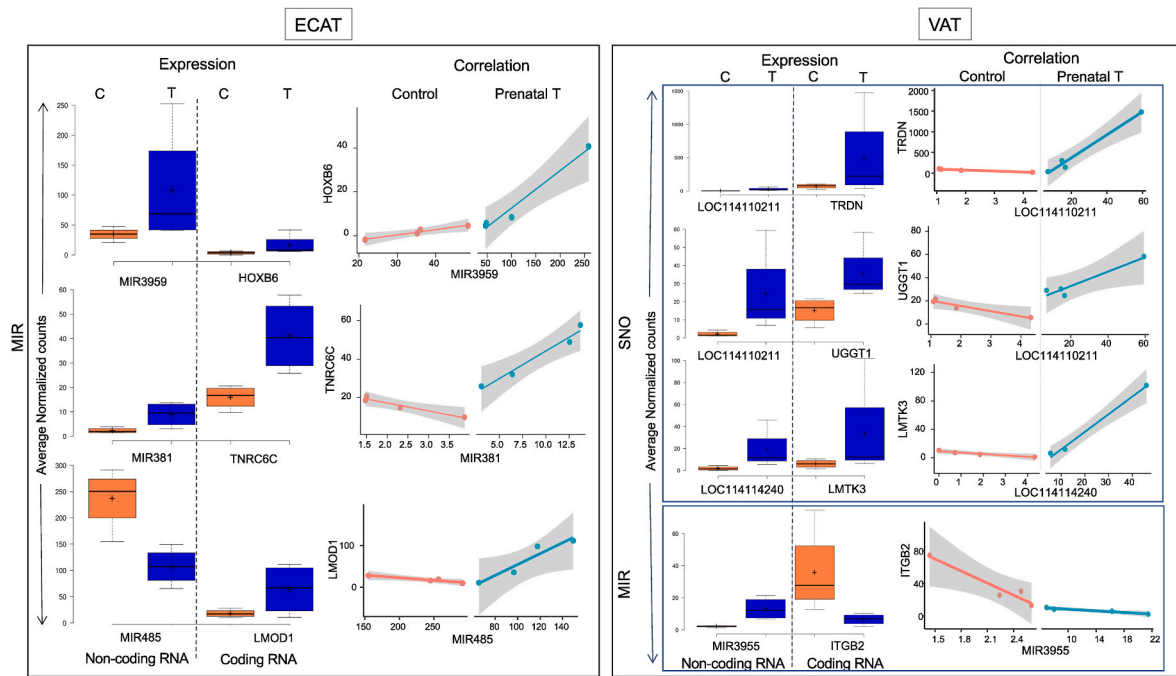 ECAT
Expression
Correlation
C T C T
Control Prenatal T
MIR
Average Normalized counts
250
200
150
100
50
0
MIR3959 HOXB6
HOXB6
40
20
0
20 30 40 50 100 150 200 250
MIR3959
60
50
40
30
20
10
0
MIR381 TNRC6C
TNRC6C
60
40
20
1.5 2.0 2.5 3.0 3.5 5.0 7.5 10.0 12.5
MIR381
300
250
200
150
100
50
0
MIR485 LMOD1
Non-coding RNA Coding RNA
LMOD1
100
0
150 200 250 75 100 125 150
MIR485
VAT
Expression
Correlation
C T C T
Control Prenatal T
SNO
Average Normalized counts
1500
1000
500
0
LOC114110211 TRDN
TRDN
2000
1500
1000
500
0
1 2 3 4 20 40 60
LOC114110211
60
50
40
30
20
10
0
LOC114110211 UGGT1
UGGT1
80
60
40
20
0
1 2 3 4 20 40 60
LOC114110211
100
80
60
40
20
0
LOC114114240 LMTK3
LMTK3
120
80
40
0
0 1 2 3 4 10 20 30 40
LOC114114240
MIR
60
40
20
0
MIR3955 ITGB2
Non-coding RNA Coding RNA
ITGB2
120
80
40
0
1.5 1.8 2.1 2.4 10 14 18 22
MIR3955